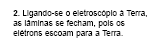 2. Ligando-se o eletroscópio à Terra,
as lâminas se fecham, pois os
elétrons escoam para a Terra.